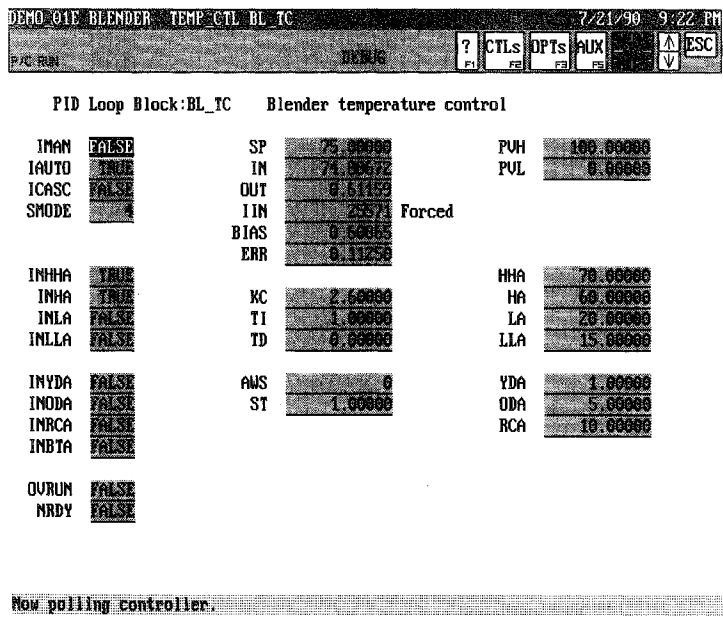 DEMO_01E BLENDER TEMP_CTL BL_TC 7/21/90 9:22 PM
P/C RUN DEBUG ? F1 CTLs F2 OPTs F3 AUX F5 ESC
PID Loop Block:BL_TC Blender temperature control
IMAN FALSE SP 75.00000 PVH 100.00000
IAUTO TRUE IN 74.88672 PVL 0.00000
ICASC FALSE OUT 0.61159
SMODE 4 IIN 25571 Forced
BIAS 0.60065
ERR 0.11250
INHHA TRUE HHA 70.00000
INHA TRUE KC 2.60000 HA 60.00000
INLA FALSE TI 1.00000 LA 20.00000
INLLA FALSE TD 0.00000 LLA 15.00000
INYDA FALSE AWS 0 YDA 1.00000
INODA FALSE ST 1.00000 ODA 5.00000
INRCA FALSE RCA 10.00000
INBTA FALSE
OVRUN FALSE
NRDY FALSE
Now polling controller.